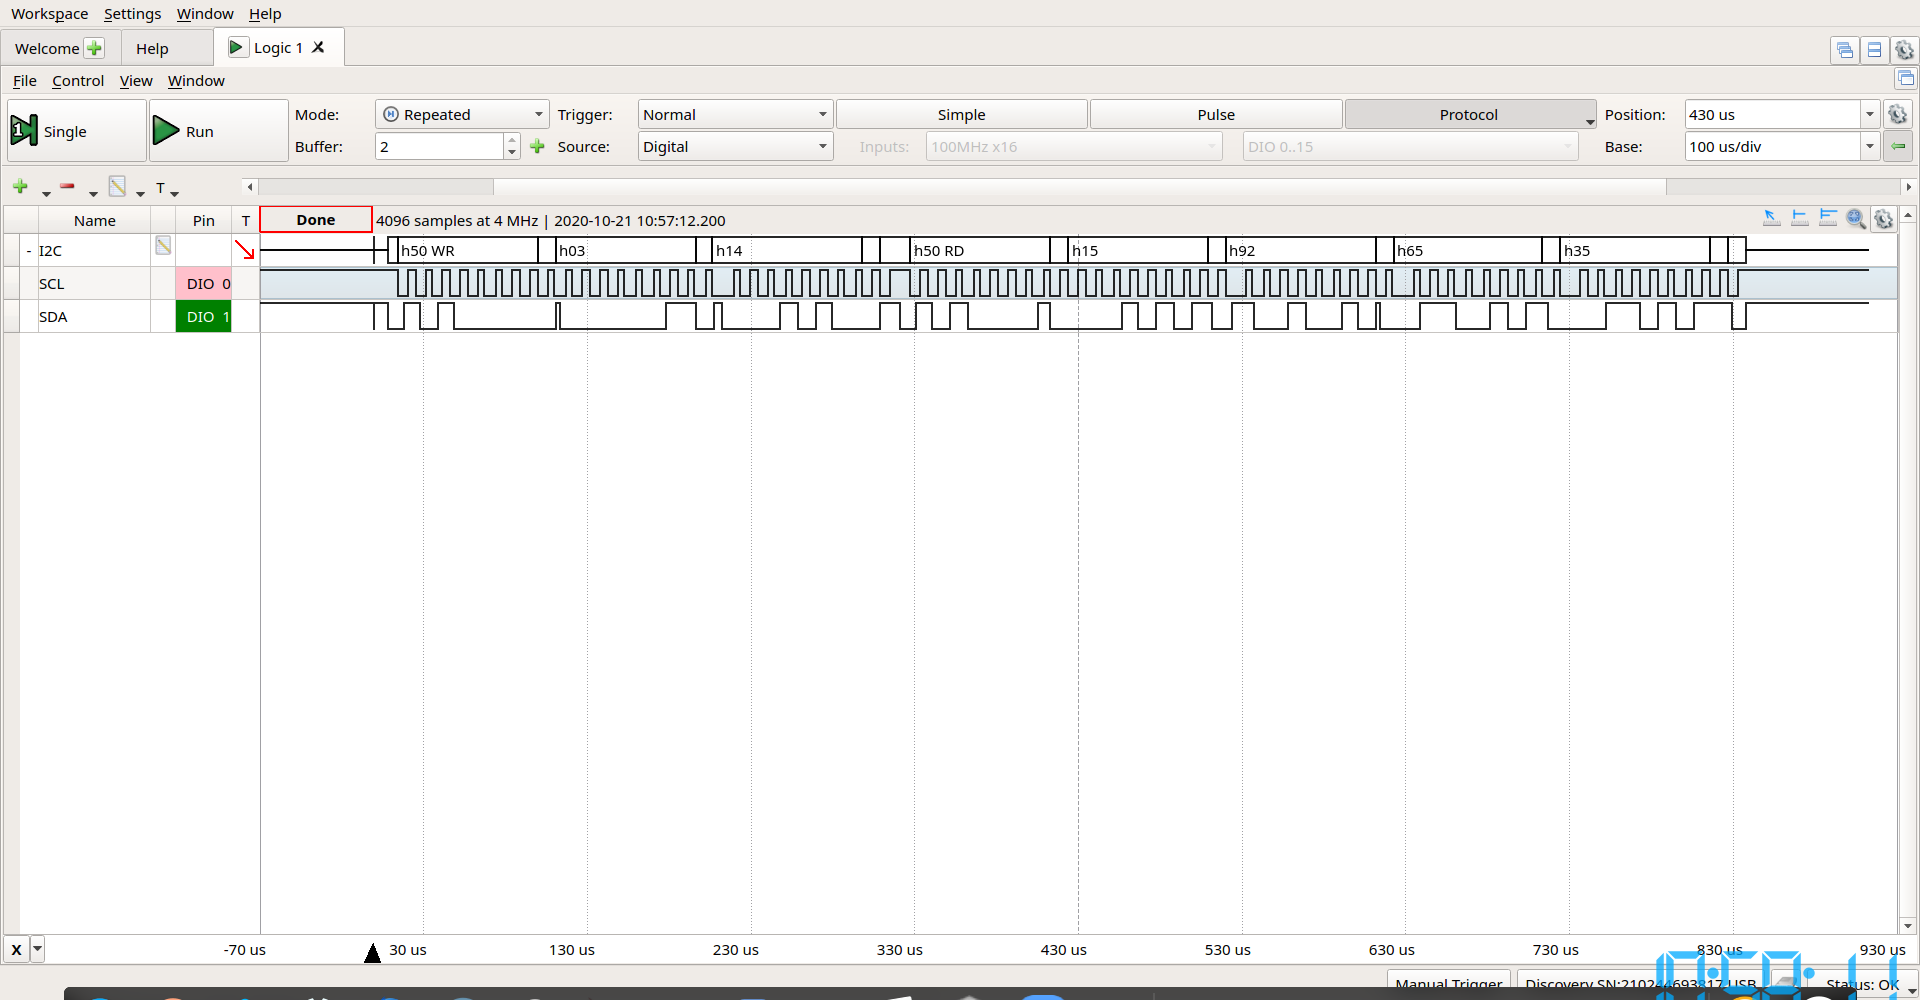 Workspace Settings Window Help
Welcome Help Logic 1
File Control View Window
Single Run Mode: Repeated Trigger: Normal Simple Pulse Protocol Position: 430 us
Buffer: 2 Source: Digital Inputs: 100MHz x16 DIO 0..15 Base: 100 us/div
T
Name Pin T Done 4096 samples at 4 MHz | 2020-10-21 10:57:12.200
- I2C h50 WR h03 h14 h50 RD h15 h92 h65 h35
SCL DIO 0
SDA DIO 1
X -70 us 30 us 130 us 230 us 330 us 430 us 530 us 630 us 730 us 830 us 930 us
Manual Trigger Discovery USB Status: OK